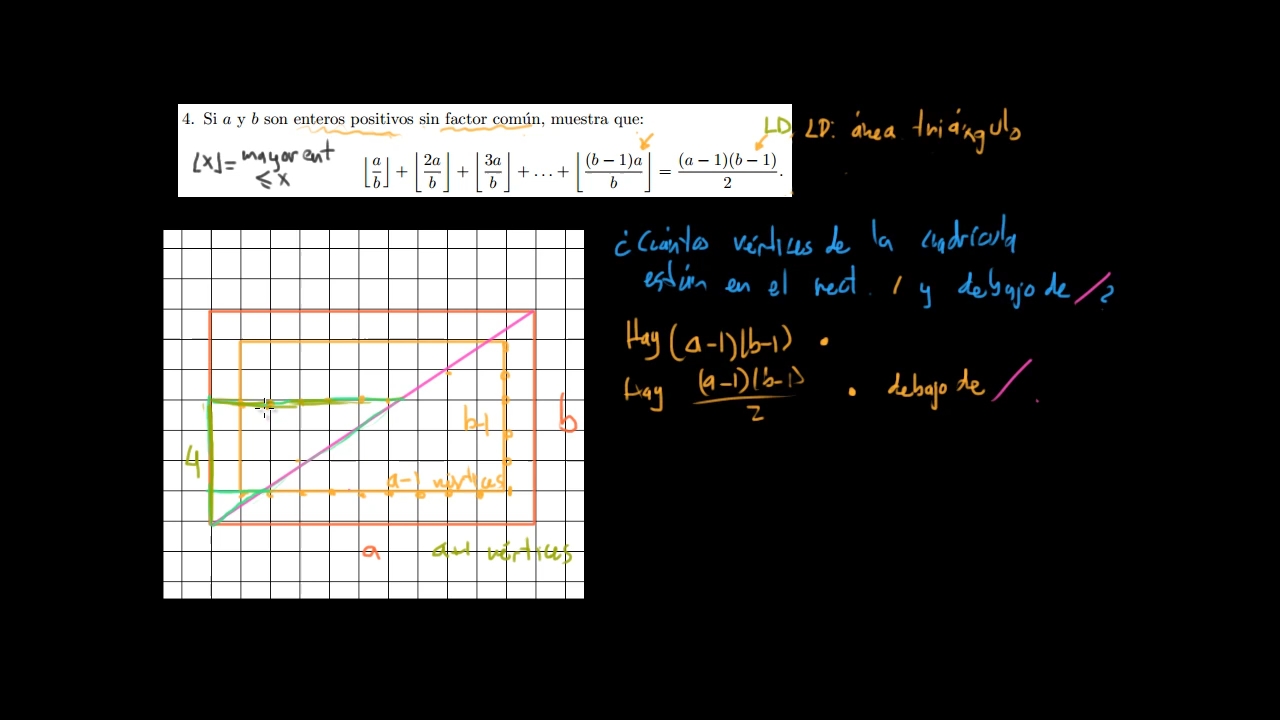 4. Si a y b son enteros positivos sin factor común, muestra que:
⌊x⌋ = mayor ent
≤ x
⌊a/b⌋ + ⌊2a/b⌋ + ⌊3a/b⌋ + … + ⌊(b − 1)a/b⌋ = (a − 1)(b − 1)/2.
LD
LD: área triángulo
¿Cuántos vértices de la cuadrícula
están en el rect. / y debajo de / ?
Hay (a-1)(b-1) •
Hay (a-1)(b-1)/2 • debajo de / .
b-1
b
4
a-1 vértices
a
a-1 vértices